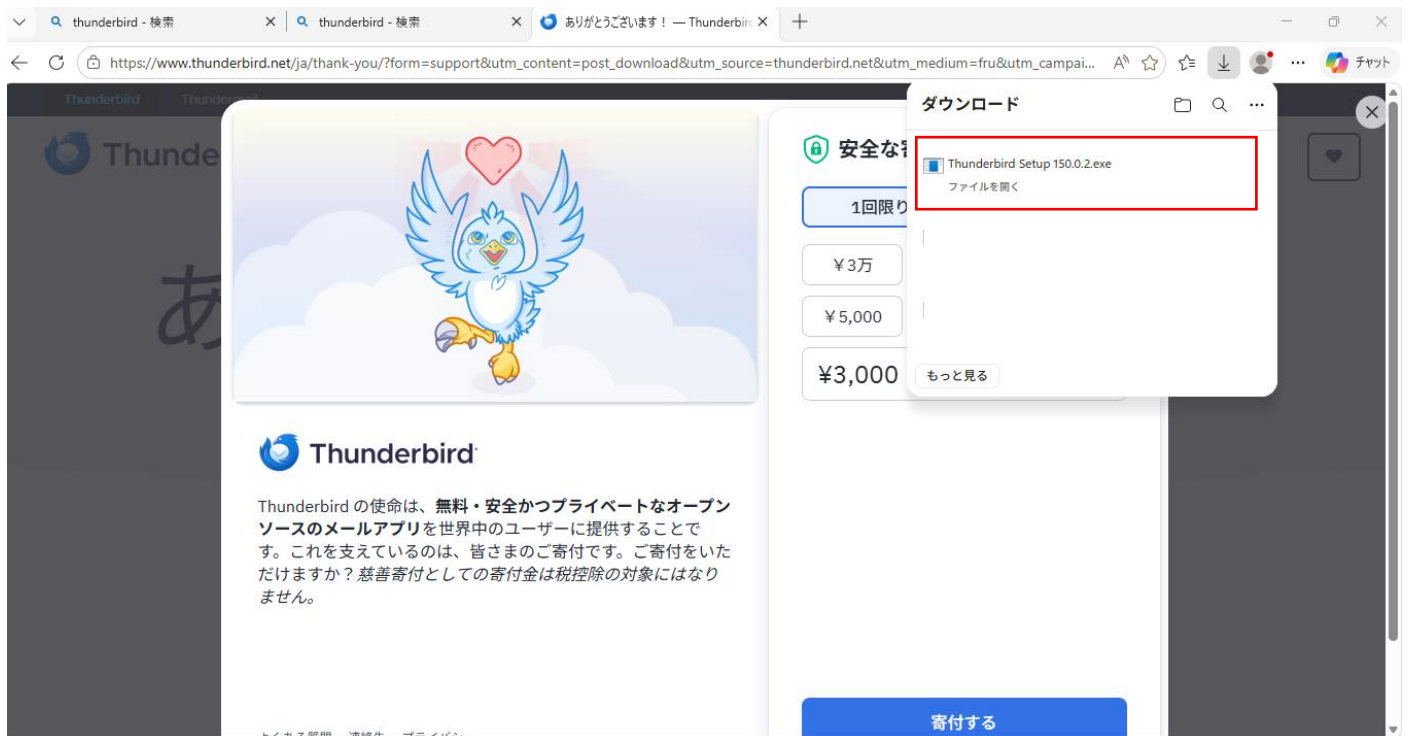 thunderbird - 検索
thunderbird - 検索
ありがとうございます！ — Thunderbird
https://www.thunderbird.net/ja/thank-you/?form=support&utm_content=post_download&utm_source=thunderbird.net&utm_medium=fru&utm_campai...
チャット
Thunderbird
Thunde
あ
ダウンロード
Thunderbird Setup 150.0.2.exe
ファイルを開く
もっと見る
安全な
1回限り
¥3万
¥5,000
¥3,000
Thunderbird
Thunderbird の使命は、無料・安全かつプライベートなオープン
ソースのメールアプリを世界中のユーザーに提供することで
す。これを支えているのは、皆さまのご寄付です。ご寄付をいた
だけますか？慈善寄付としての寄付金は税控除の対象にはなり
ません。
寄付する